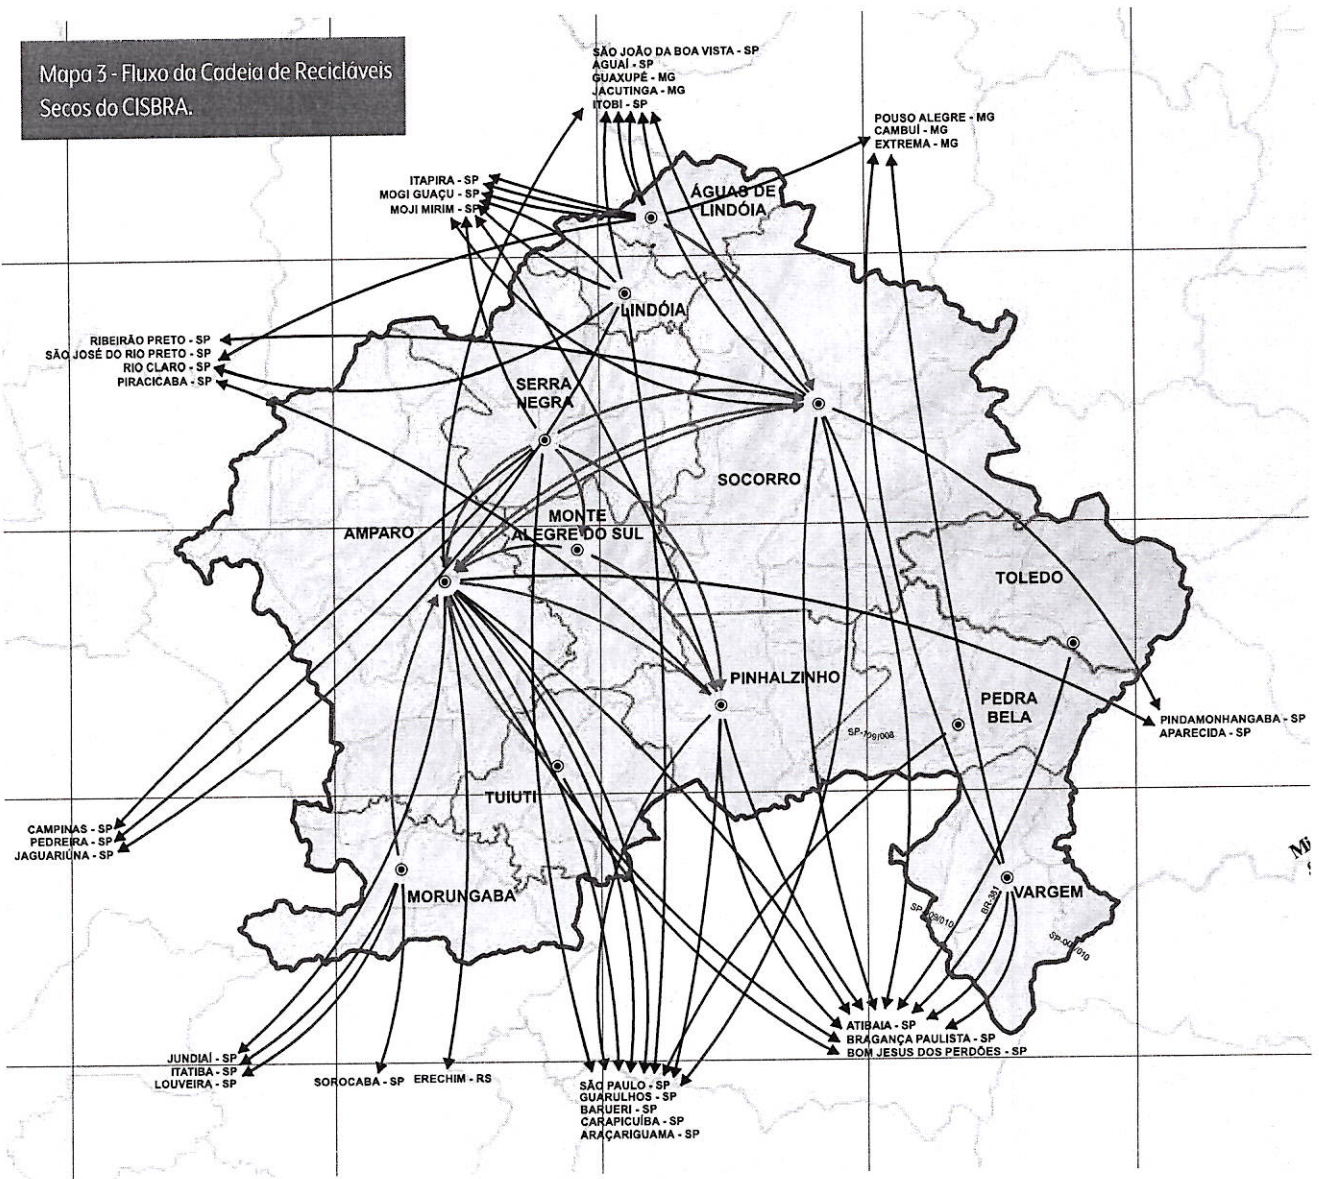 Mapa 3 - Fluxo da Cadeia de Recicláveis
Secos do CISBRA.
SÃO JOÃO DA BOA VISTA - SP
AGUAÍ - SP
GUAXUPÉ - MG
JACUTINGA - MG
ITOBI - SP
POUSO ALEGRE - MG
CAMBUÍ - MG
EXTREMA - MG
ITAPIRA - SP
MOGI GUAÇU - SP
MOJI MIRIM - SP
ÁGUAS DE
LINDÓIA
LINDÓIA
RIBEIRÃO PRETO - SP
SÃO JOSÉ DO RIO PRETO - SP
RIO CLARO - SP
PIRACICABA - SP
SERRA
NEGRA
SOCORRO
AMPARO
MONTE
ALEGRE DO SUL
TOLEDO
PINHALZINHO
PEDRA
BELA
SP-109/008
PINDAMONHANGABA - SP
APARECIDA - SP
TUIUTI
CAMPINAS - SP
PEDREIRA - SP
JAGUARIÚNA - SP
MORUNGABA
VARGEM
BR-381
ATIBAIA - SP
BRAGANÇA PAULISTA - SP
BOM JESUS DOS PERDÕES - SP
JUNDIAÍ - SP
ITATIBA - SP
LOUVEIRA - SP
SOROCABA - SP
ERECHIM - RS
SÃO PAULO - SP
GUARULHOS - SP
BARUERI - SP
CARAPICUÍBA - SP
ARAÇARIGUAMA - SP